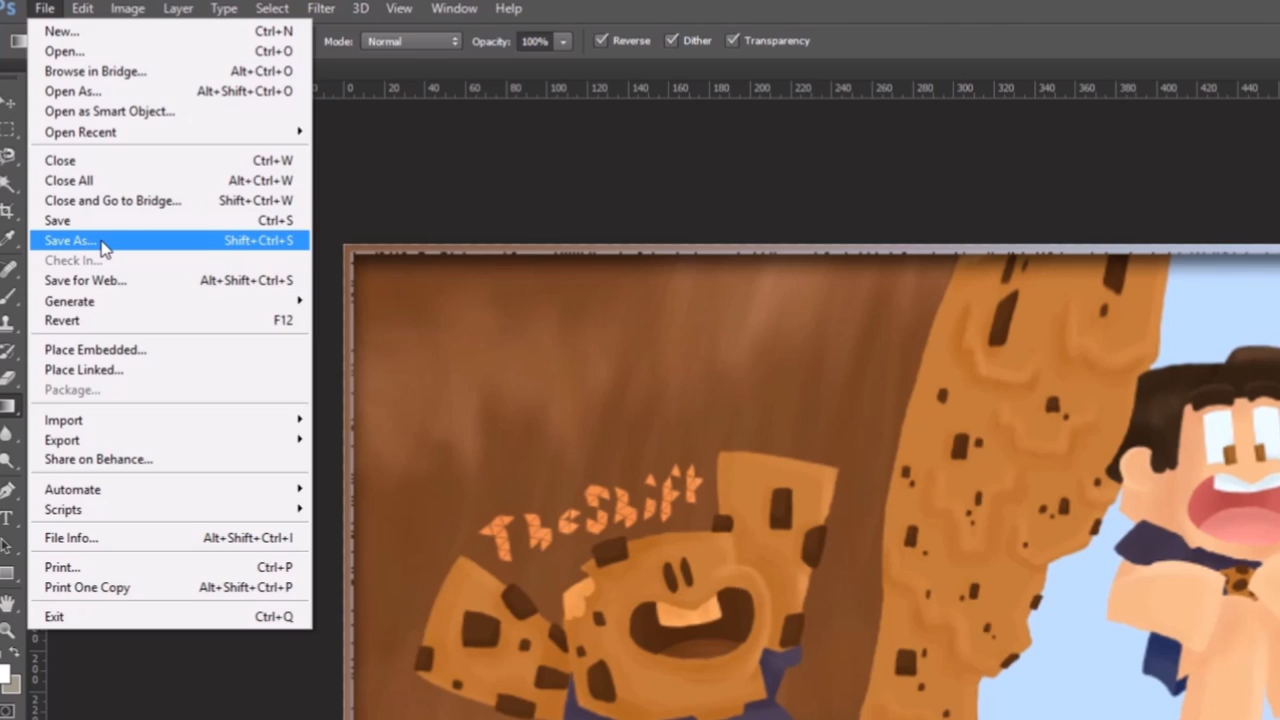 Ps File Edit Image Layer Type Select Filter 3D View Window Help
Mode: Normal Opacity: 100% Reverse Dither Transparency
New... Ctrl+N
Open... Ctrl+O
Browse in Bridge... Alt+Ctrl+O
Open As... Alt+Shift+Ctrl+O
Open as Smart Object...
Open Recent
Close Ctrl+W
Close All Alt+Ctrl+W
Close and Go to Bridge... Shift+Ctrl+W
Save Ctrl+S
Save As... Shift+Ctrl+S
Check In...
Save for Web... Alt+Shift+Ctrl+S
Generate
Revert F12
Place Embedded...
Place Linked...
Package...
Import
Export
Share on Behance...
Automate
Scripts
File Info... Alt+Shift+Ctrl+I
Print... Ctrl+P
Print One Copy Alt+Shift+Ctrl+P
Exit Ctrl+Q
0 20 40 60 80 100 120 140 160 180 200 220 240 260 280 300 320 340 360 380 400 420 440
TheShift